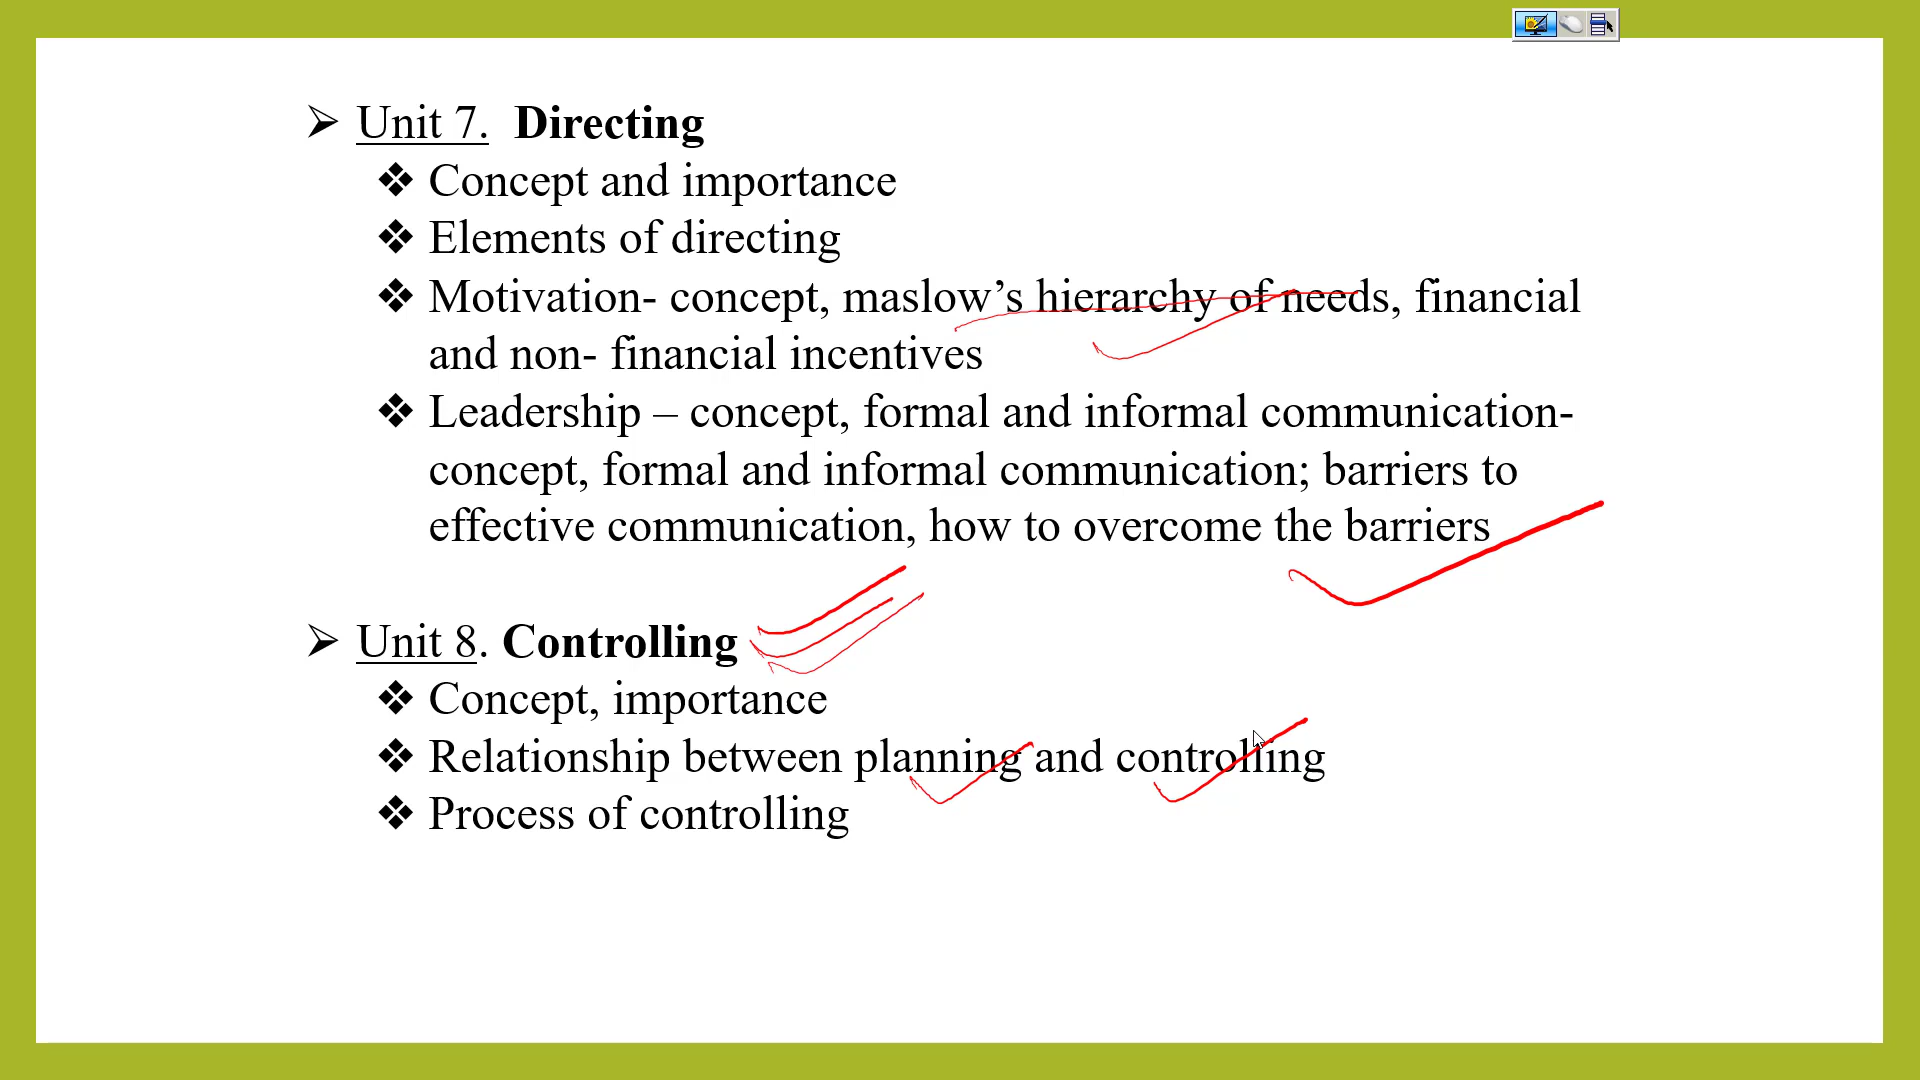 ➢ Unit 7. Directing
❖ Concept and importance
❖ Elements of directing
❖ Motivation- concept, maslow’s hierarchy of needs, financial
and non- financial incentives
❖ Leadership – concept, formal and informal communication-
concept, formal and informal communication; barriers to
effective communication, how to overcome the barriers
➢ Unit 8. Controlling
❖ Concept, importance
❖ Relationship between planning and controlling
❖ Process of controlling